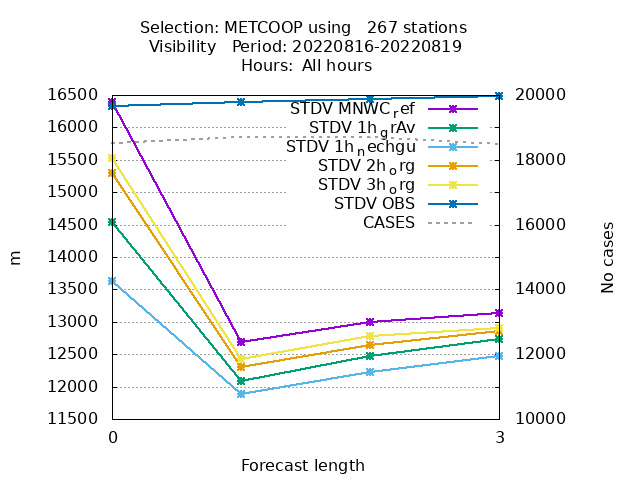 Selection: METCOOP using   267 stations
Visibility   Period: 20220816-20220819
Hours:  All hours
16500
16000
15500
15000
14500
14000
13500
13000
12500
12000
11500
20000
18000
16000
14000
12000
10000
m
No cases
STDV MNWC_ref
STDV 1h_grAv
STDV 1h_nechgu
STDV 2h_org
STDV 3h_org
STDV OBS
CASES
0
3
Forecast length